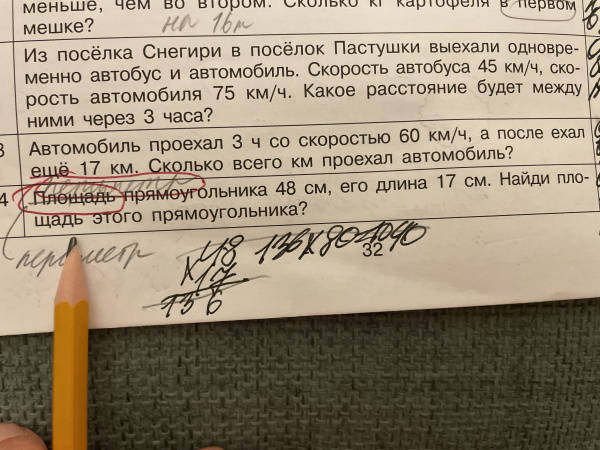 меньше, чем во втором. Сколько кг картофеля в первом
мешке? на 16 т
Из посёлка Снегири в посёлок Пастушки выехали одновре-
менно автобус и автомобиль. Скорость автобуса 45 км/ч, ско-
рость автомобиля 75 км/ч. Какое расстояние будет между
ними через 3 часа?
3 Автомобиль проехал 3 ч со скоростью 60 км/ч, а после ехал
ещё 17 км. Сколько всего км проехал автомобиль?
периметр
4 Площадь прямоугольника 48 см, его длина 17 см. Найди пло-
щадь этого прямоугольника?
периметр
48
х17
136
32